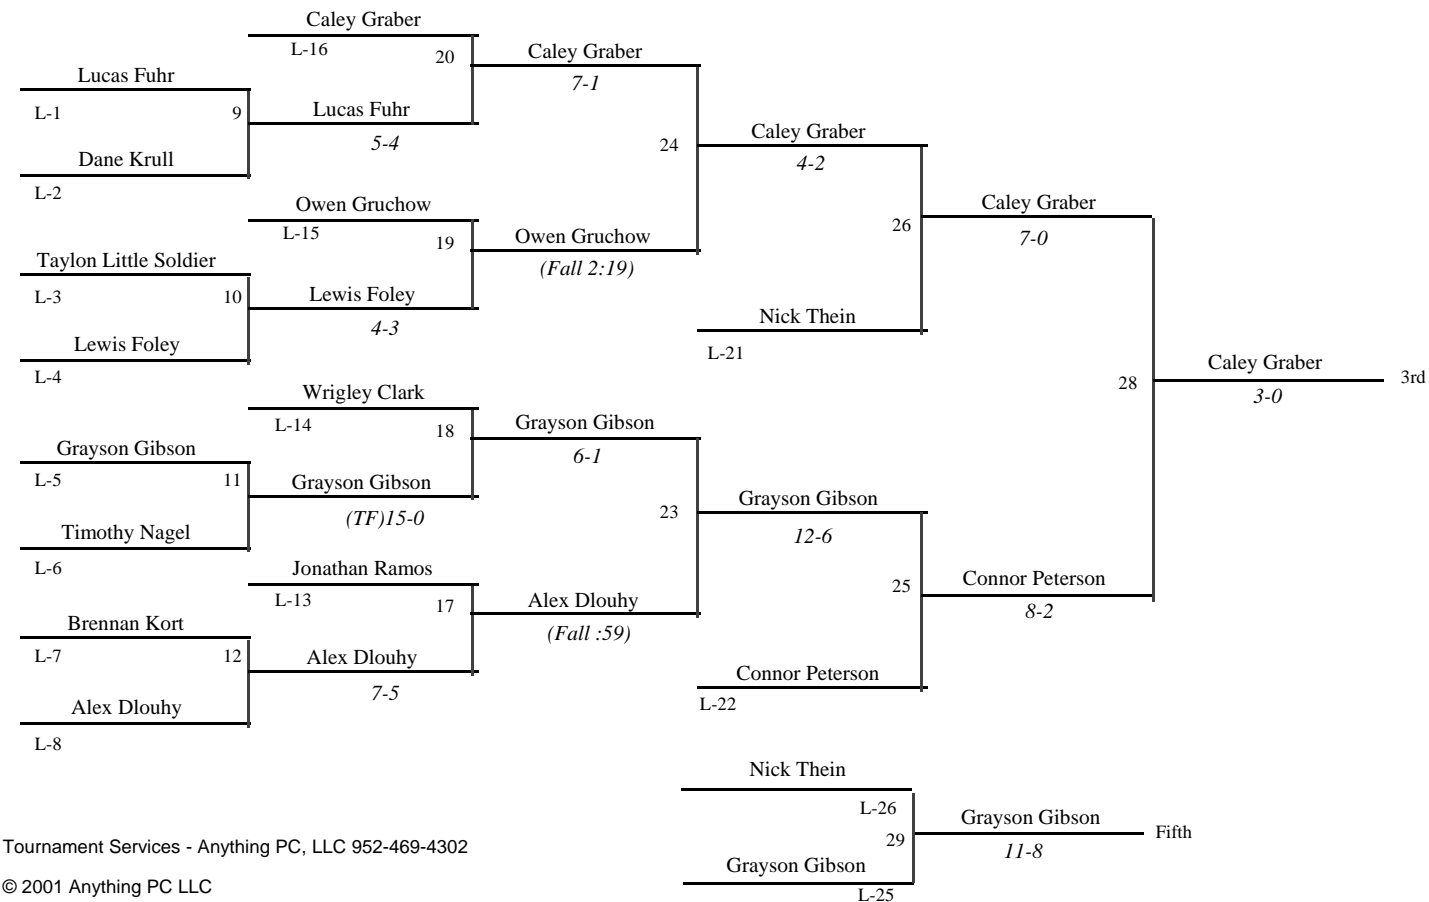 Caley Graber
L-16
20
Caley Graber
7-1
Lucas Fuhr
L-1
9
Lucas Fuhr
5-4
Dane Krull
L-2
24
Caley Graber
4-2
Owen Gruchow
L-15
19
Owen Gruchow
(Fall 2:19)
Taylon Little Soldier
L-3
10
Lewis Foley
4-3
Lewis Foley
L-4
26
Caley Graber
7-0
Nick Thein
L-21
28
Caley Graber
3-0
3rd
Wrigley Clark
L-14
18
Grayson Gibson
6-1
Grayson Gibson
L-5
11
Grayson Gibson
(TF)15-0
Timothy Nagel
L-6
23
Grayson Gibson
12-6
Jonathan Ramos
L-13
17
Alex Dlouhy
(Fall :59)
Brennan Kort
L-7
12
Alex Dlouhy
7-5
Alex Dlouhy
L-8
25
Connor Peterson
8-2
Connor Peterson
L-22
Nick Thein
L-26
29
Grayson Gibson
11-8
Fifth
Grayson Gibson
L-25
Tournament Services - Anything PC, LLC 952-469-4302
© 2001 Anything PC LLC